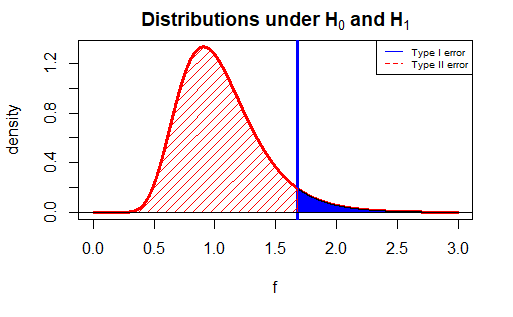 Distributions under H₀ and H₁
Type I error
Type II error
density
0.0 0.4 0.8 1.2
0.0 0.5 1.0 1.5 2.0 2.5 3.0
f